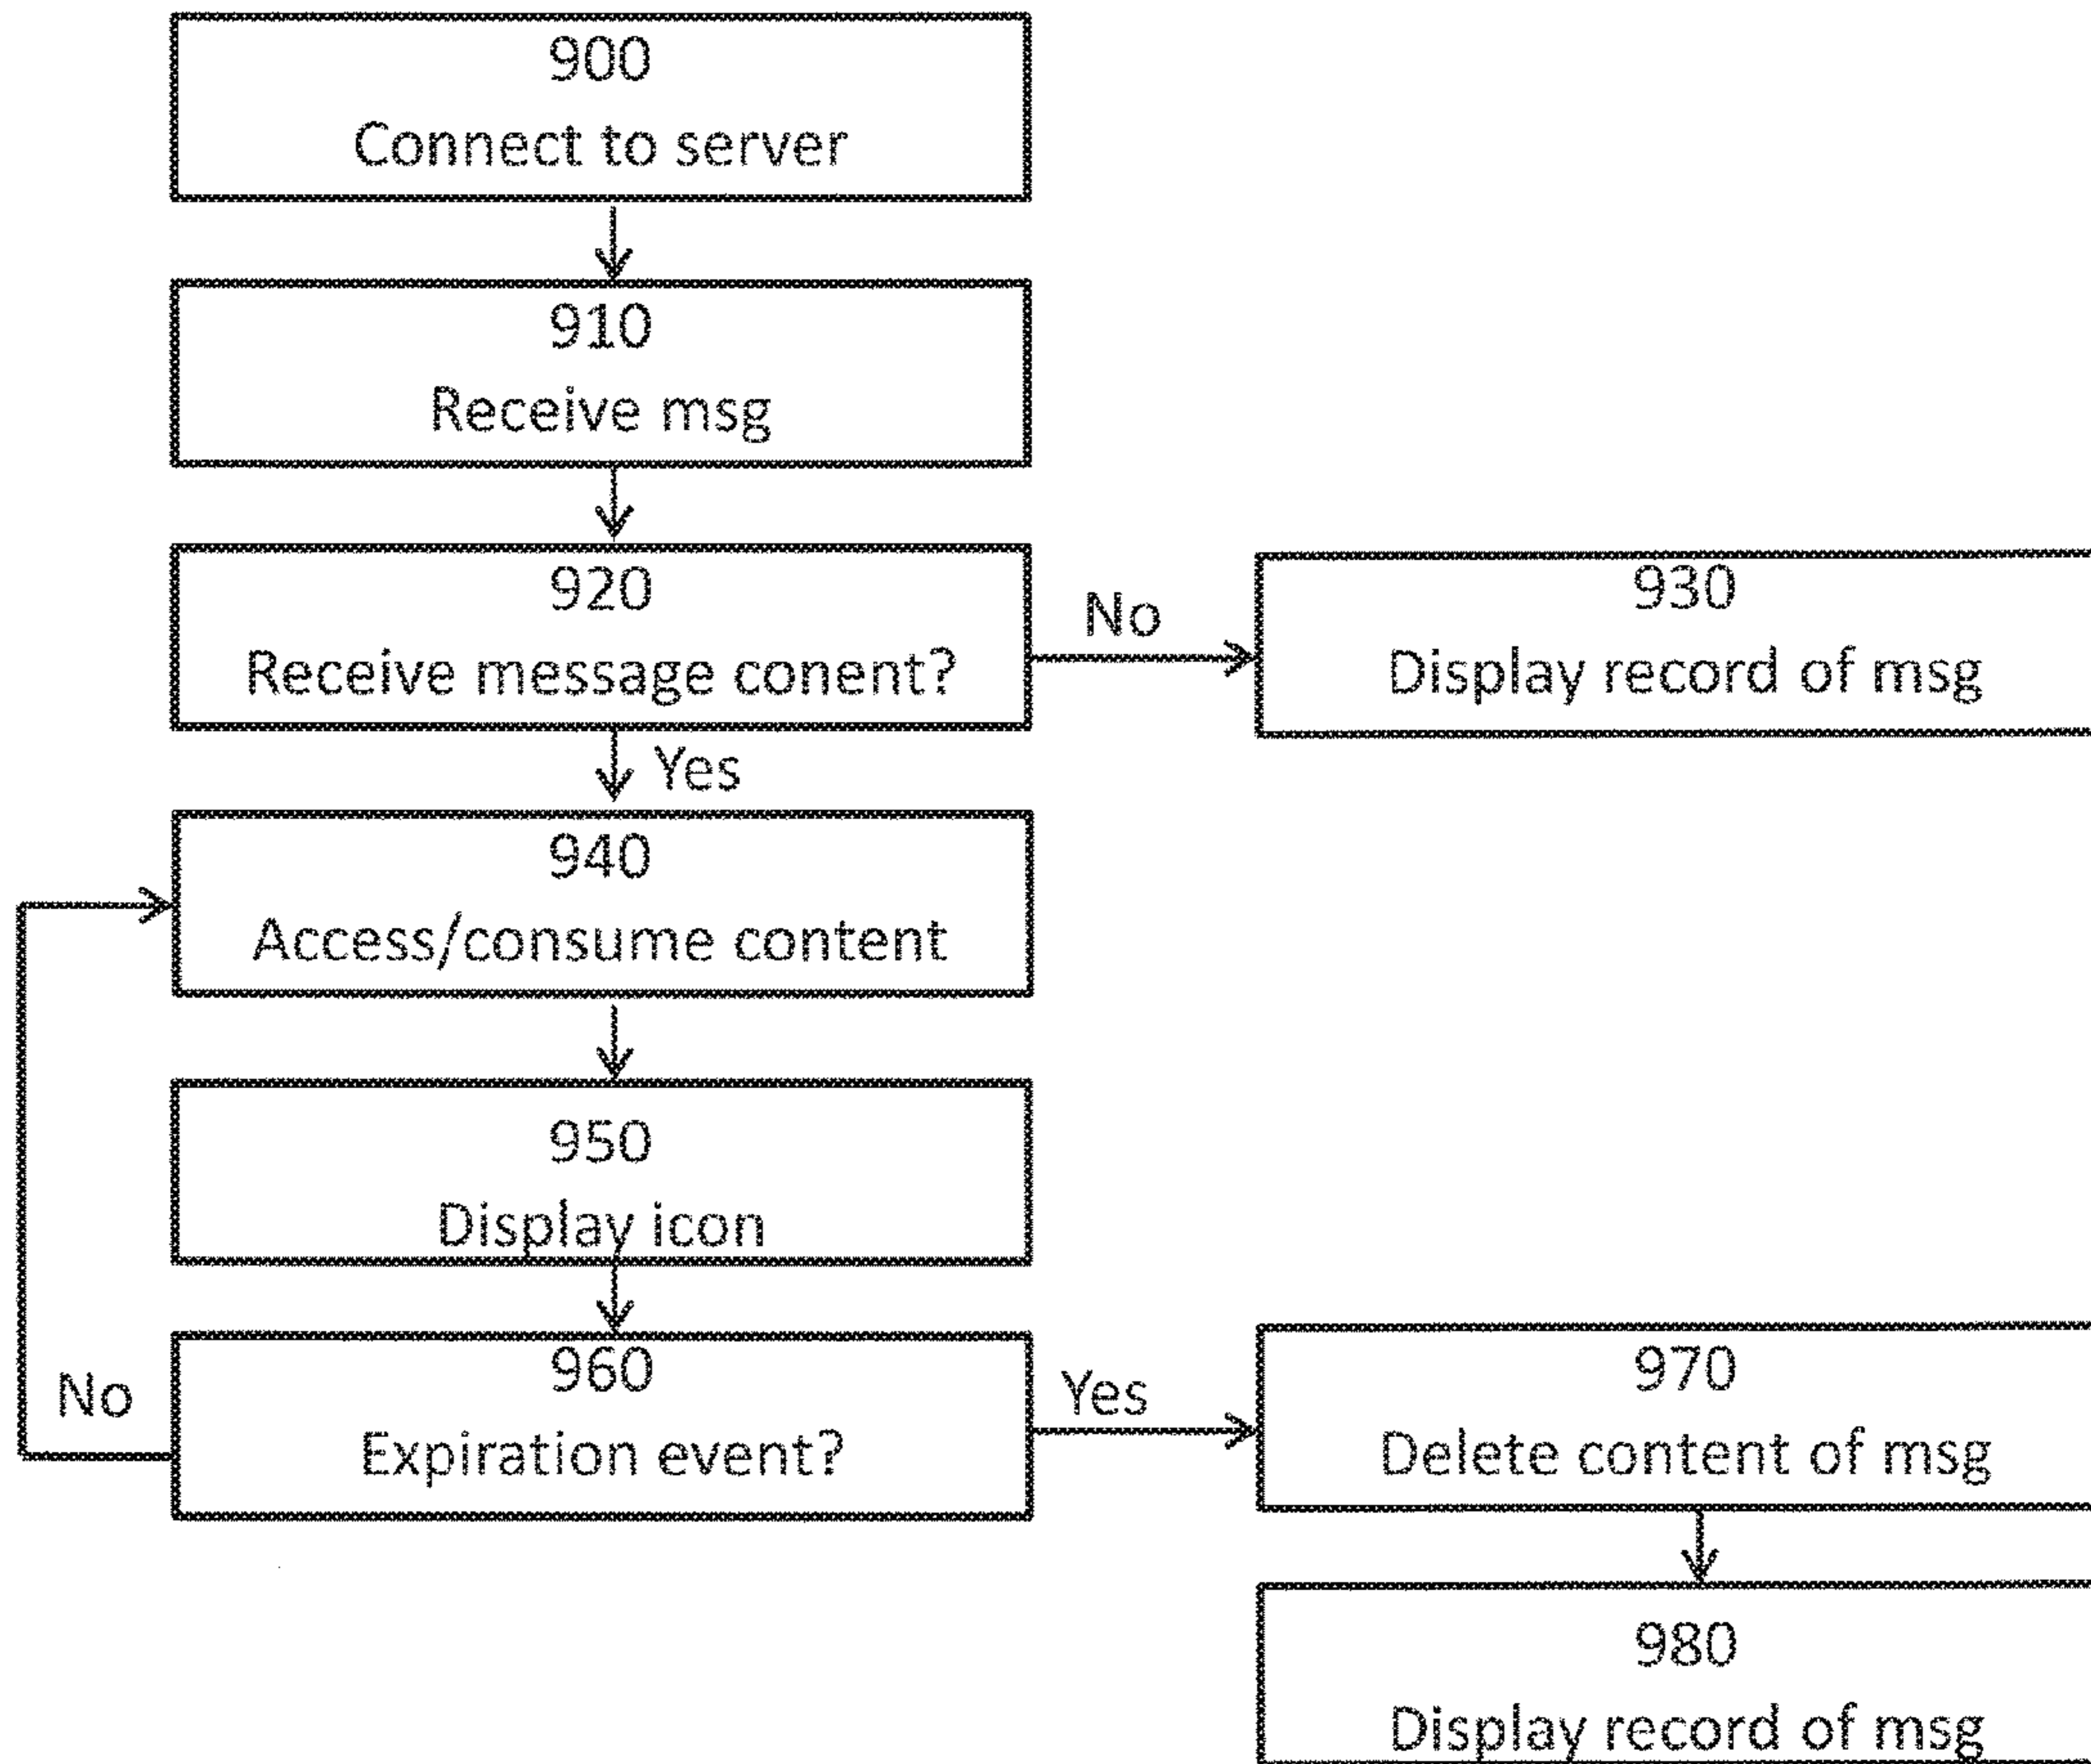 900
Connect to server
910
Receive msg
920
Receive message conent?
No
930
Display record of msg
Yes
940
Access/consume content
950
Display icon
960
Expiration event?
No
Yes
970
Delete content of msg
980
Display record of msg